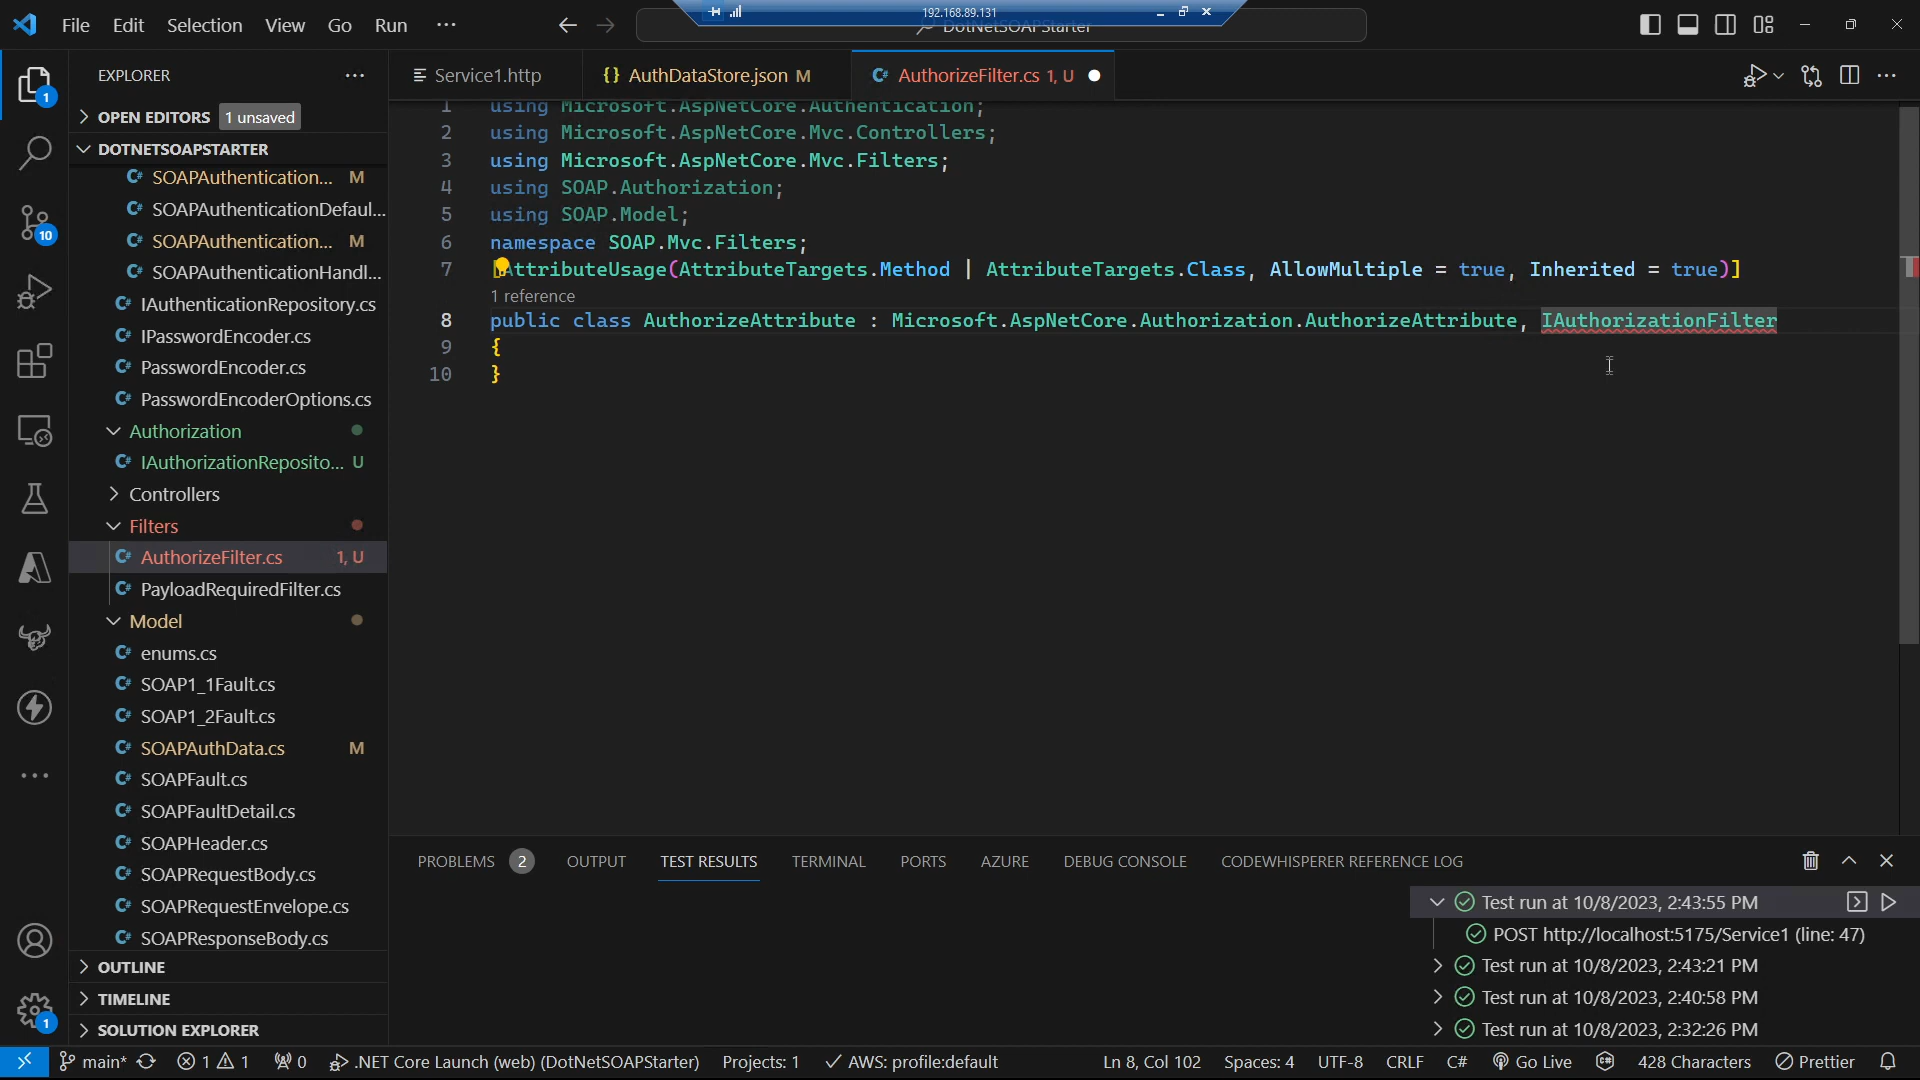 File Edit Selection View Go Run ···
192.168.89.131
DotNetSOAPStarter
EXPLORER
OPEN EDITORS 1 unsaved
DOTNETSOAPSTARTER
SOAPAuthentication... M
SOAPAuthenticationDefaul...
SOAPAuthentication... M
SOAPAuthenticationHandl...
IAuthenticationRepository.cs
IPasswordEncoder.cs
PasswordEncoder.cs
PasswordEncoderOptions.cs
Authorization
IAuthorizationReposito... U
Controllers
Filters
AuthorizeFilter.cs 1, U
PayloadRequiredFilter.cs
Model
enums.cs
SOAP1_1Fault.cs
SOAP1_2Fault.cs
SOAPAuthData.cs M
SOAPFault.cs
SOAPFaultDetail.cs
SOAPHeader.cs
SOAPRequestBody.cs
SOAPRequestEnvelope.cs
SOAPResponseBody.cs
OUTLINE
TIMELINE
SOLUTION EXPLORER
1
10
1
Service1.http
{} AuthDataStore.json M
AuthorizeFilter.cs 1, U
1 using Microsoft.AspNetCore.Authentication;
2 using Microsoft.AspNetCore.Mvc.Controllers;
3 using Microsoft.AspNetCore.Mvc.Filters;
4 using SOAP.Authorization;
5 using SOAP.Model;
6 namespace SOAP.Mvc.Filters;
7 [AttributeUsage(AttributeTargets.Method | AttributeTargets.Class, AllowMultiple = true, Inherited = true)]
1 reference
8 public class AuthorizeAttribute : Microsoft.AspNetCore.Authorization.AuthorizeAttribute, IAuthorizationFilter
9 {
10 }
PROBLEMS 2 OUTPUT TEST RESULTS TERMINAL PORTS AZURE DEBUG CONSOLE CODEWHISPERER REFERENCE LOG
Test run at 10/8/2023, 2:43:55 PM
POST http://localhost:5175/Service1 (line: 47)
Test run at 10/8/2023, 2:43:21 PM
Test run at 10/8/2023, 2:40:58 PM
Test run at 10/8/2023, 2:32:26 PM
main* 1 1 0 .NET Core Launch (web) (DotNetSOAPStarter) Projects: 1 AWS: profile:default Ln 8, Col 102 Spaces: 4 UTF-8 CRLF C# Go Live 428 Characters Prettier